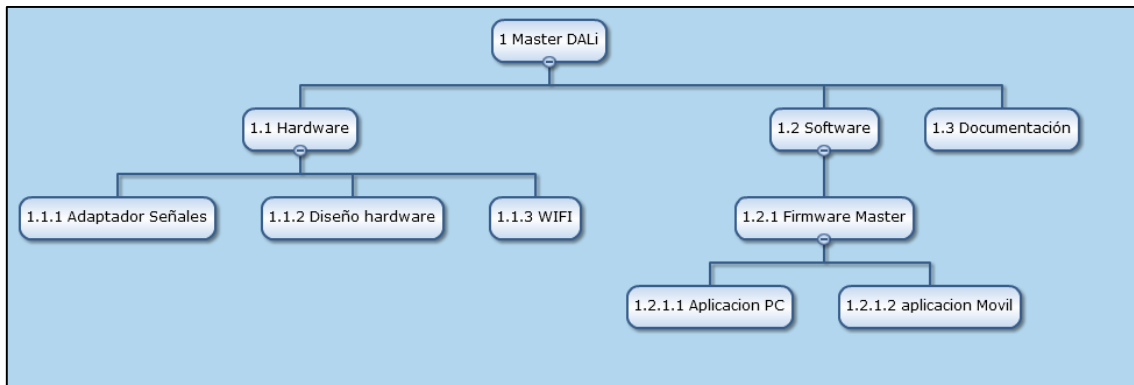 1 Master DALi
1.1 Hardware
1.2 Software
1.3 Documentación
1.1.1 Adaptador Señales
1.1.2 Diseño hardware
1.1.3 WIFI
1.2.1 Firmware Master
1.2.1.1 Aplicacion PC
1.2.1.2 aplicacion Movil